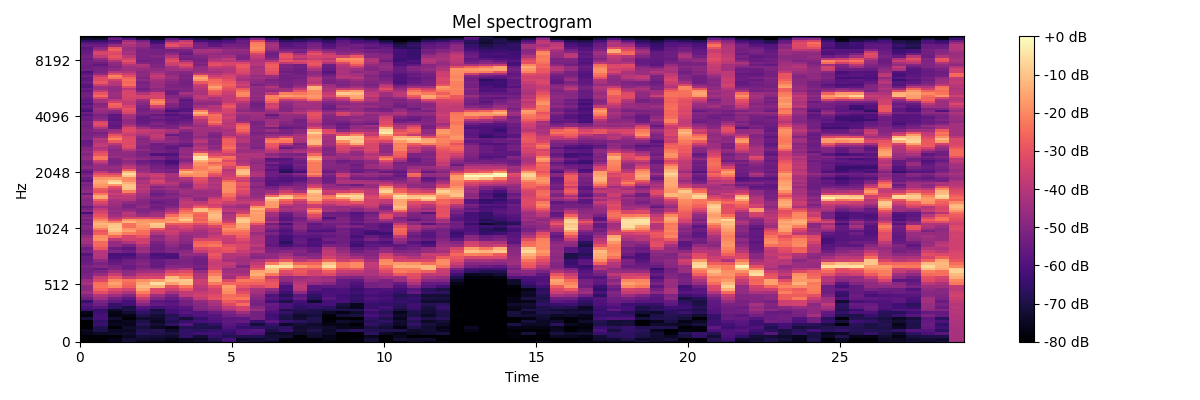 Mel spectrogram
Hz
8192
4096
2048
1024
512
0
0 5 10 15 20 25
Time
+0 dB
-10 dB
-20 dB
-30 dB
-40 dB
-50 dB
-60 dB
-70 dB
-80 dB